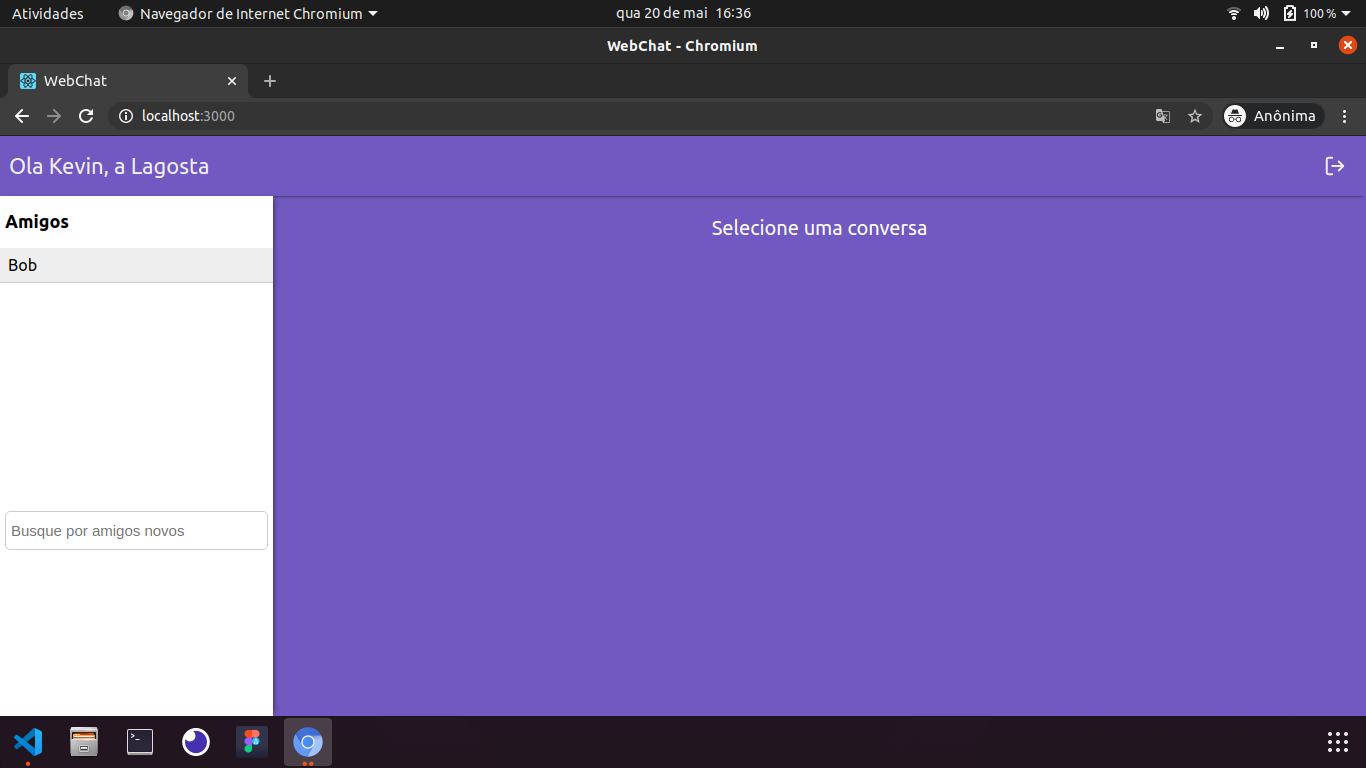 Atividades Navegador de Internet Chromium qua 20 de mai 16:36 100 %
WebChat - Chromium
WebChat
localhost:3000 Anônima
Ola Kevin, a Lagosta
Amigos
Selecione uma conversa
Bob
Busque por amigos novos